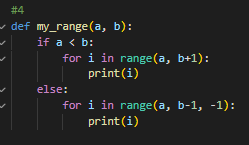 #4
def my_range(a, b):
    if a < b:
        for i in range(a, b+1):
            print(i)
    else:
        for i in range(a, b-1, -1):
            print(i)